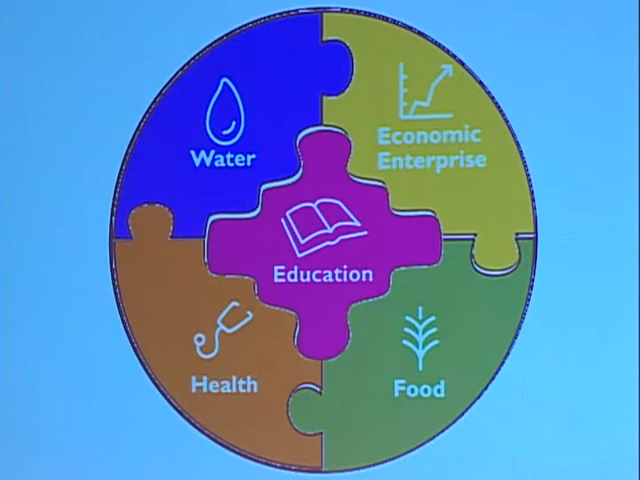 Water
Economic
Enterprise
Education
Health
Food